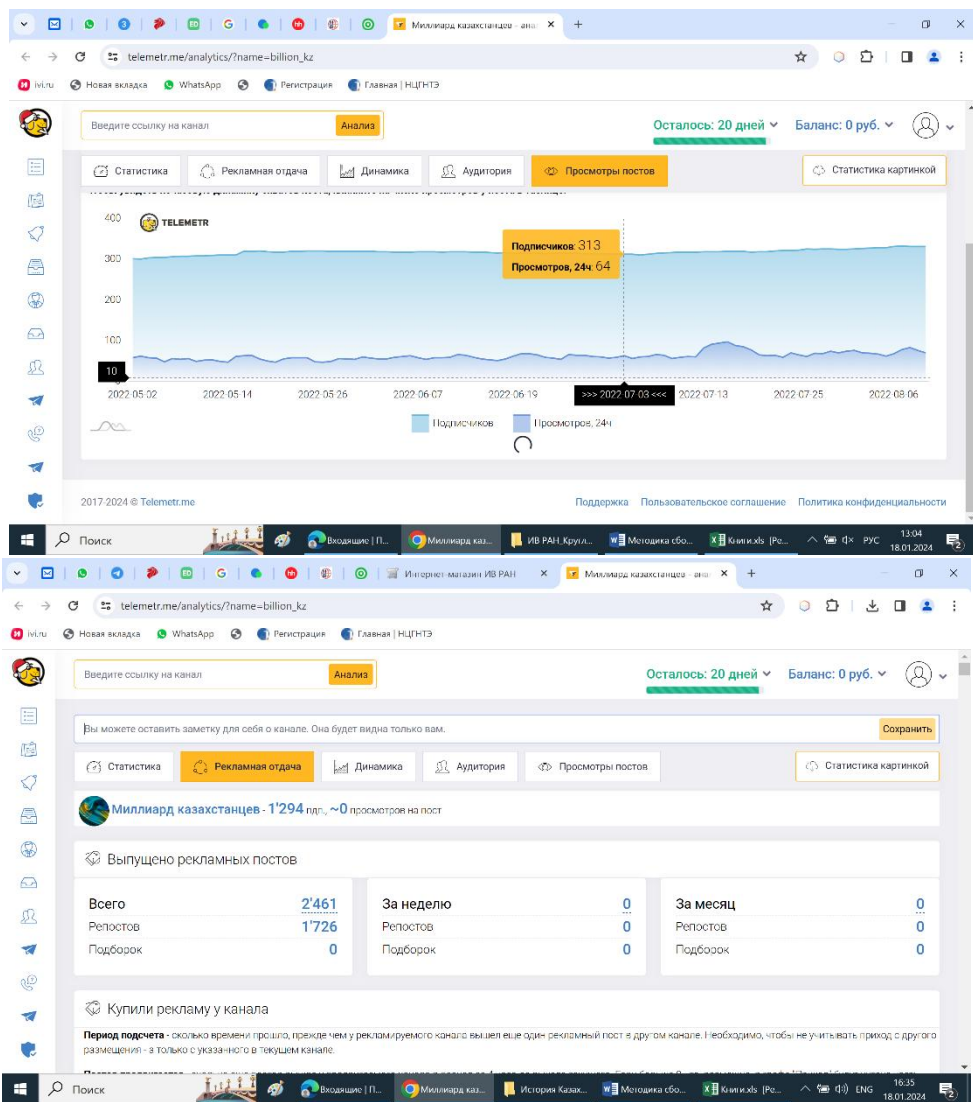 Миллиард казахстанцев - ана
telemetr.me/analytics/?name=billion_kz
ivi.ru Новая вкладка WhatsApp Регистрация Главная | НЦГНТЭ
Введите ссылку на канал Анализ Осталось: 20 дней Баланс: 0 руб.
Статистика Рекламная отдача Динамика Аудитория Просмотры постов Статистика картинкой
400 TELEMETR
Подписчиков: 313
300
Просмотров, 24ч: 64
200
100
10
2022-05-02 2022-05-14 2022-05-26 2022-06-07 2022-06-19 >>> 2022-07-03 <<< 2022-07-13 2022-07-25 2022-08-06
Подписчиков Просмотров, 24ч
2017-2024 © Telemetr.me Поддержка Пользовательское соглашение Политика конфиденциальности
Поиск Входящие | П... Миллиард каз... ИВ РАН_Кругл... Методика сбо... Книги.xls [Ре... РУС 13:04
18.01.2024
Интернет-магазин ИВ РАН Миллиард казахстанцев - ана
telemetr.me/analytics/?name=billion_kz
ivi.ru Новая вкладка WhatsApp Регистрация Главная | НЦГНТЭ
Введите ссылку на канал Анализ Осталось: 20 дней Баланс: 0 руб.
Вы можете оставить заметку для себя о канале. Она будет видна только вам. Сохранить
Статистика Рекламная отдача Динамика Аудитория Просмотры постов Статистика картинкой
Миллиард казахстанцев - 1'294 пдп., ~0 просмотров на пост
Выпущено рекламных постов
Всего 2'461 За неделю 0 За месяц 0
Репостов 1'726 Репостов 0 Репостов 0
Подборок 0 Подборок 0 Подборок 0
Купили рекламу у канала
Период подсчета - сколько времени прошло, прежде чем у рекламируемого канала вышел еще один рекламный пост в другом канале. Необходимо, чтобы не учитывать приход с другого
размещения - а только с указанного в текущем канале.
Поиск Входящие | П... Миллиард каз... История Казах... Методика сбо... Книги.xls [Ре... ENG 16:35
18.01.2024